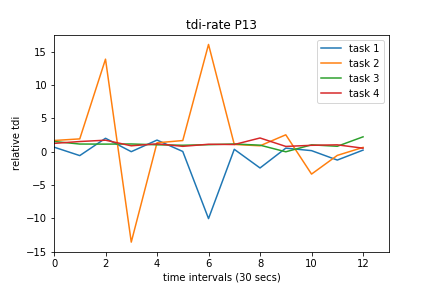 tdi-rate P13
task 1
task 2
task 3
task 4
relative tdi
15
10
5
0
−5
−10
−15
0 2 4 6 8 10 12
time intervals (30 secs)